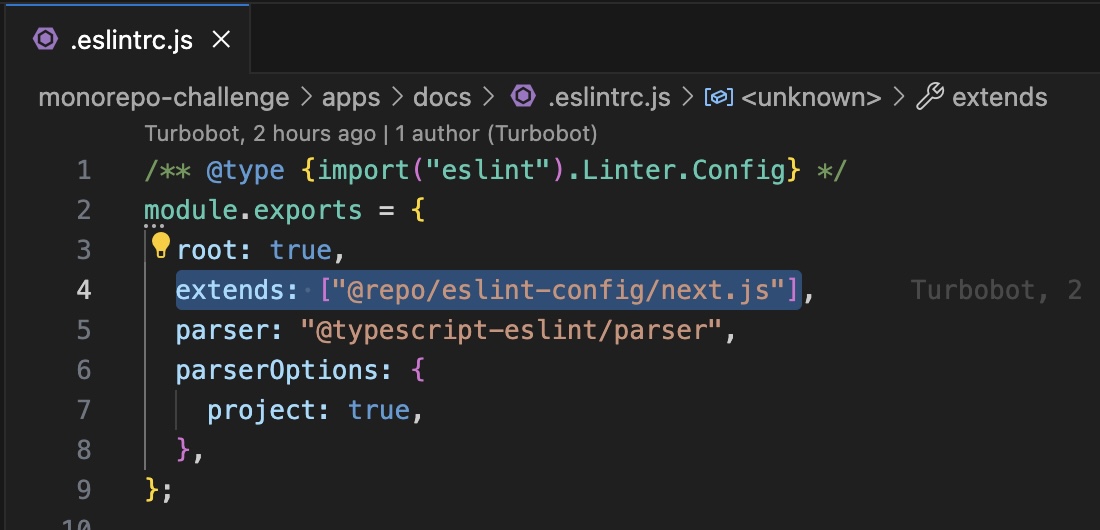 .eslintrc.js
monorepo-challenge > apps > docs > .eslintrc.js > <unknown> > extends
Turbobot, 2 hours ago | 1 author (Turbobot)
1 /** @type {import("eslint").Linter.Config} */
2 module.exports = {
3 root: true,
4 extends: ["@repo/eslint-config/next.js"], Turbobot, 2
5 parser: "@typescript-eslint/parser",
6 parserOptions: {
7 project: true,
8 },
9 };
10